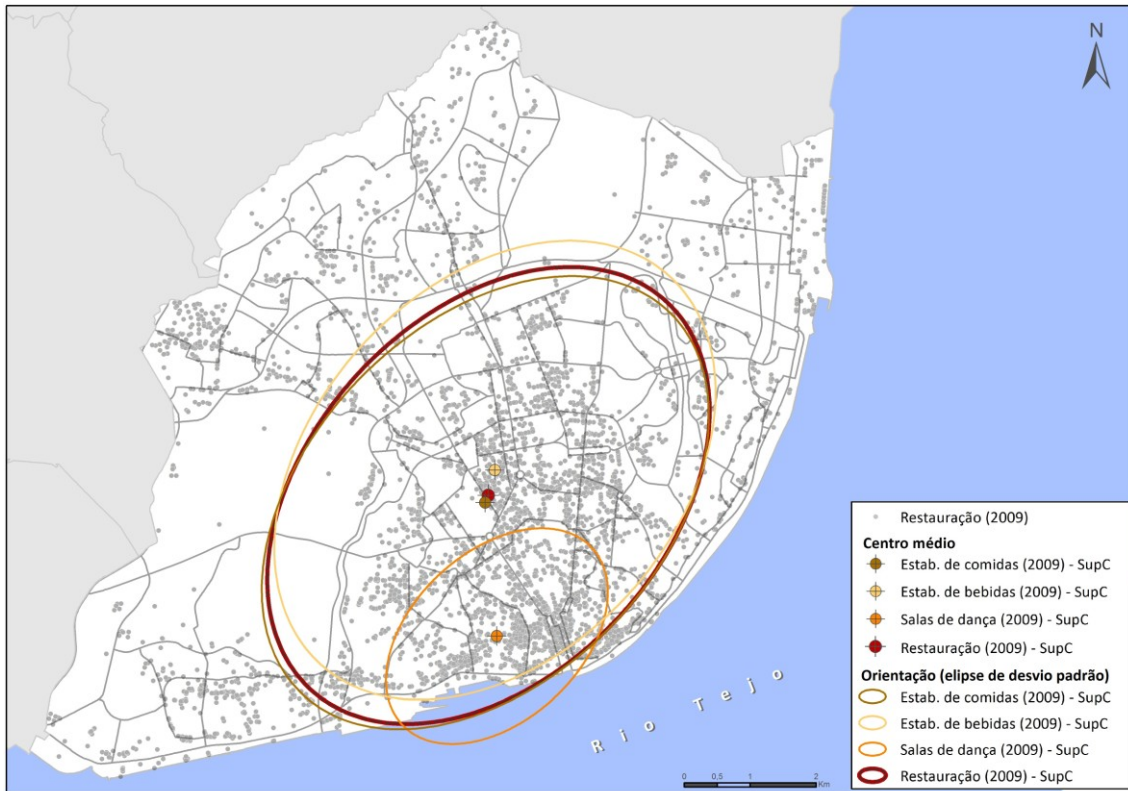 N
Rio Tejo
0 0,5 1 2
Km
Restauração (2009)
Centro médio
Estab. de comidas (2009) - SupC
Estab. de bebidas (2009) - SupC
Salas de dança (2009) - SupC
Restauração (2009) - SupC
Orientação (elipse de desvio padrão)
Estab. de comidas (2009) - SupC
Estab. de bebidas (2009) - SupC
Salas de dança (2009) - SupC
Restauração (2009) - SupC